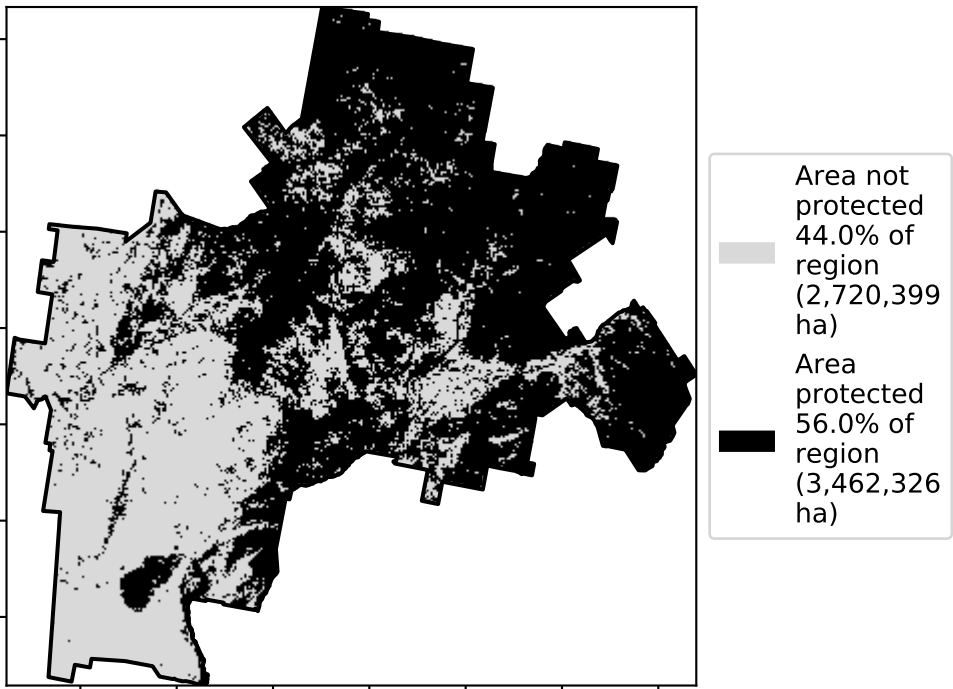 Area not
protected
44.0% of
region
(2,720,399
ha)
Area
protected
56.0% of
region
(3,462,326
ha)